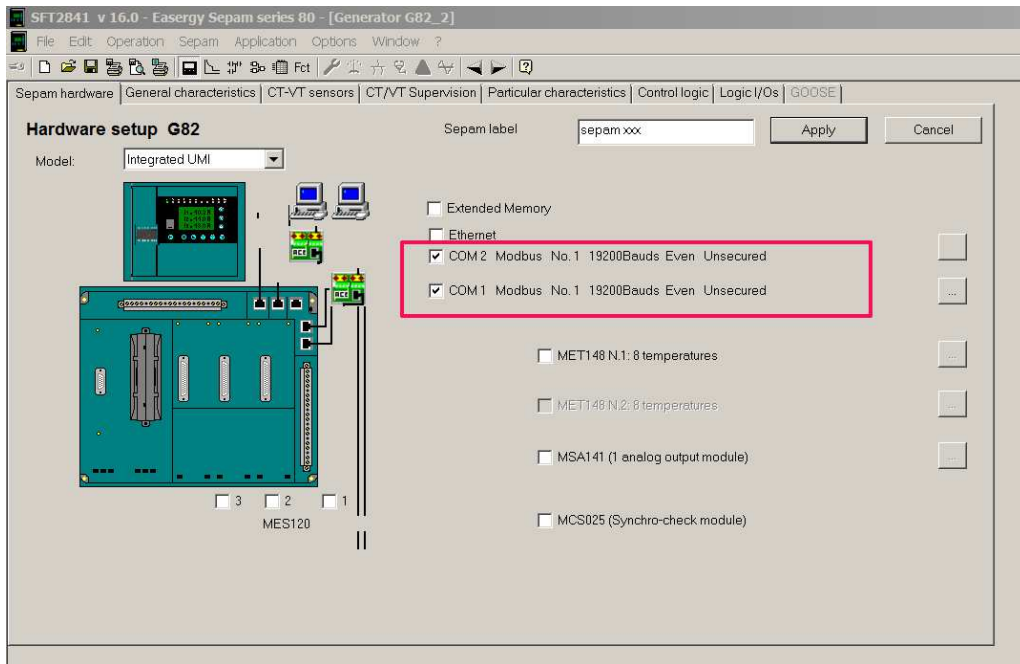 SFT2841 v 16.0 - Easergy Sepam series 80 - [Generator G82_2]
File Edit Operation Sepam Application Options Window ?
Fct
Sepam hardware General characteristics CT-VT sensors CT/VT Supervision Particular characteristics Control logic Logic I/Os GOOSE
Hardware setup G82 Sepam label sepam xxx Apply Cancel
Model: Integrated UMI
Extended Memory
Ethernet
ACE
COM 2 Modbus No. 1 19200Bauds Even Unsecured
ACE
COM 1 Modbus No. 1 19200Bauds Even Unsecured ...
MET148 N.1: 8 temperatures ...
MET148 N.2: 8 temperatures ...
MSA141 (1 analog output module) ...
3 2 1
MES120
MCS025 (Synchro-check module)